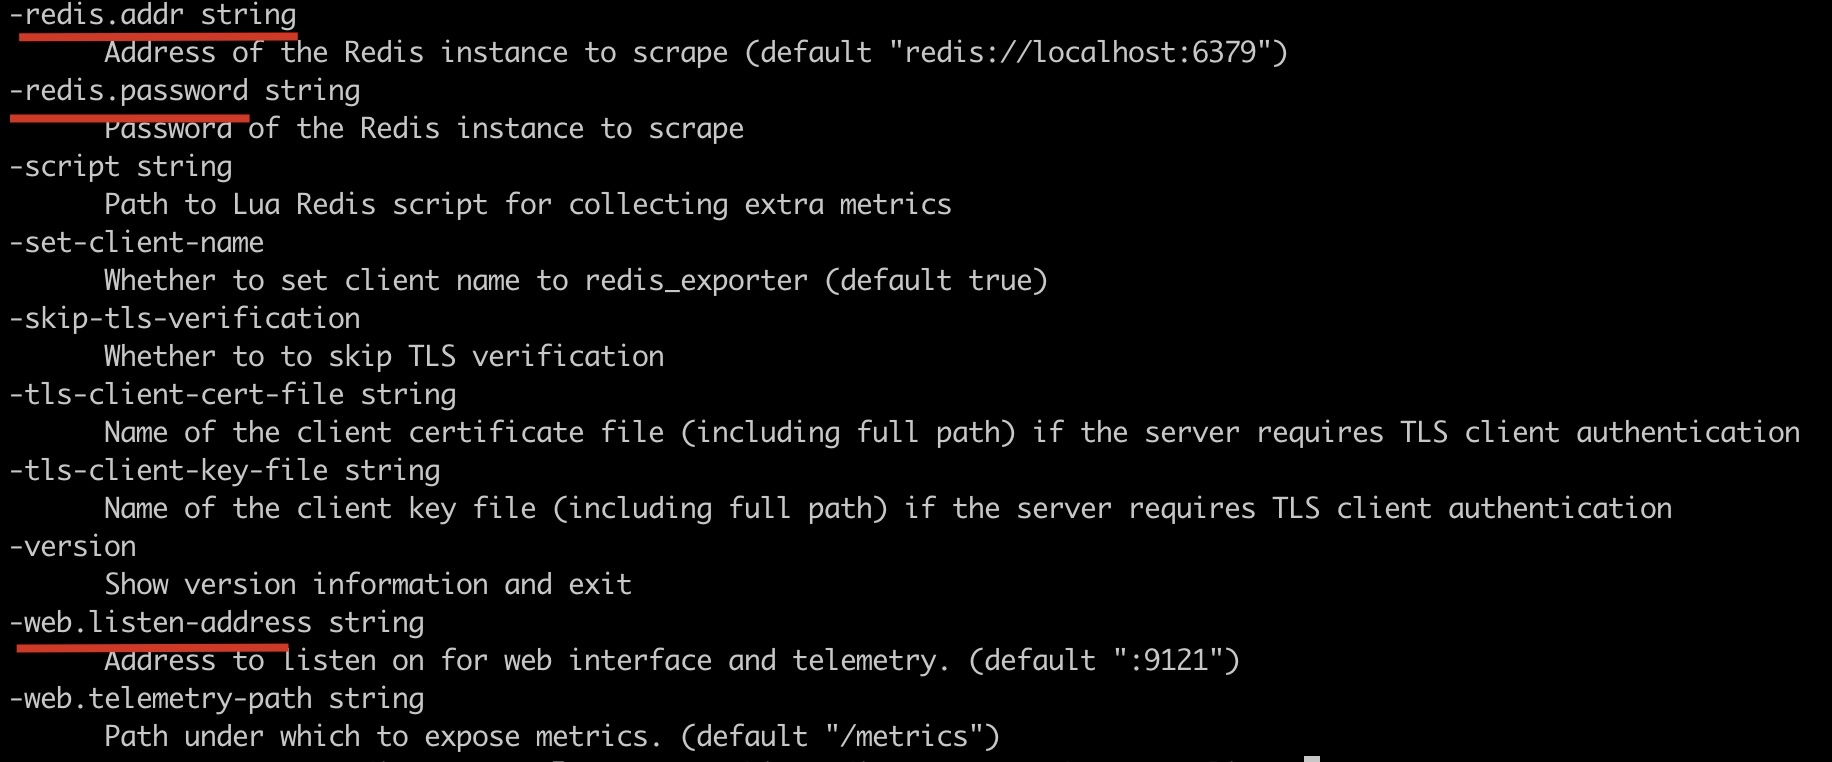 -redis.addr string
Address of the Redis instance to scrape (default "redis://localhost:6379")
-redis.password string
Password of the Redis instance to scrape
-script string
Path to Lua Redis script for collecting extra metrics
-set-client-name
Whether to set client name to redis_exporter (default true)
-skip-tls-verification
Whether to to skip TLS verification
-tls-client-cert-file string
Name of the client certificate file (including full path) if the server requires TLS client authentication
-tls-client-key-file string
Name of the client key file (including full path) if the server requires TLS client authentication
-version
Show version information and exit
-web.listen-address string
Address to listen on for web interface and telemetry. (default ":9121")
-web.telemetry-path string
Path under which to expose metrics. (default "/metrics")